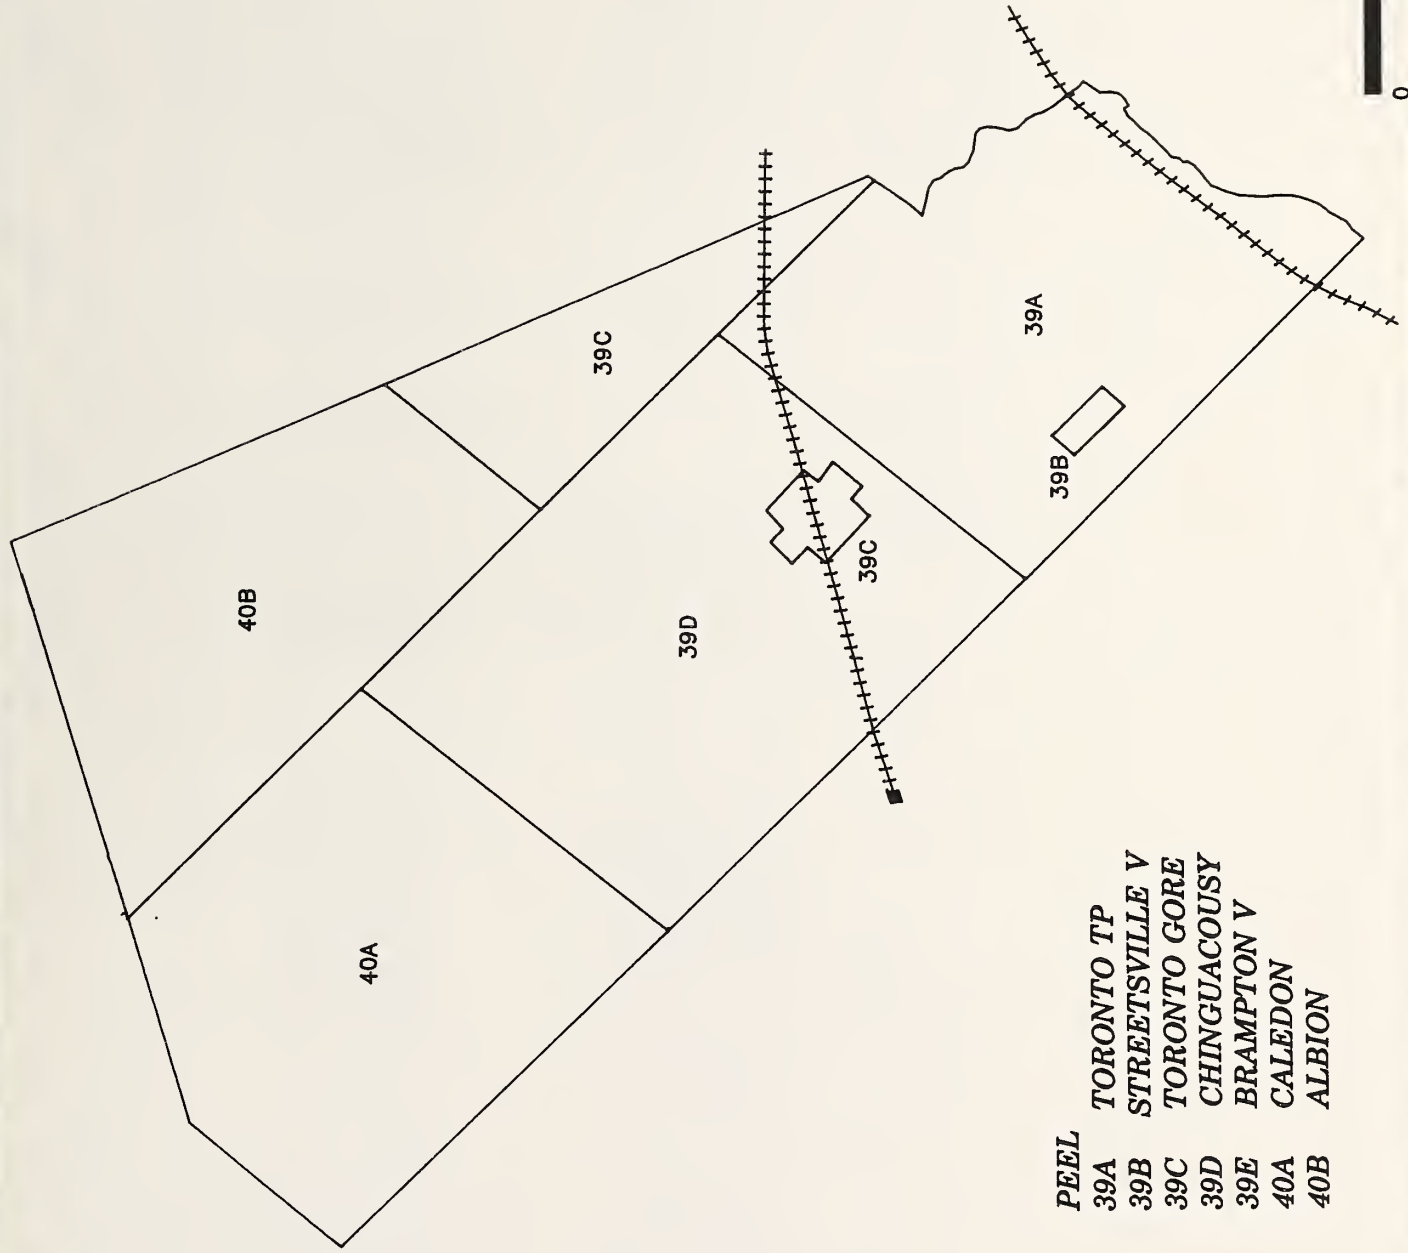 40B
39C
40A
39D
39C
39B
39A
0
PEEL
39A TORONTO TP
39B STREETSVILLE V
39C TORONTO GORE
39D CHINGUACOUSY
39E BRAMPTON V
40A CALEDON
40B ALBION